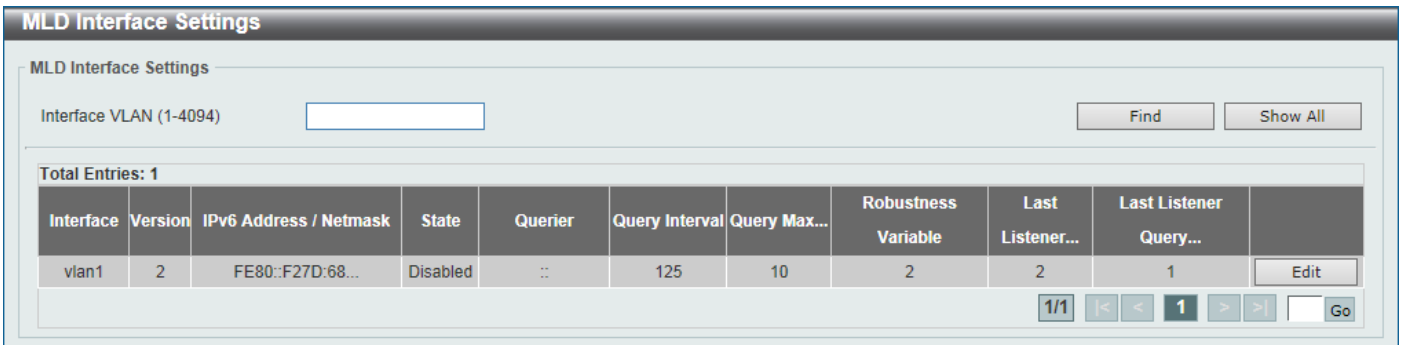 MLD Interface Settings
MLD Interface Settings
Interface VLAN (1-4094)
Find
Show All
Total Entries: 1
Interface Version IPv6 Address / Netmask State Querier Query Interval Query Max... Robustness Variable Last Listener... Last Listener Query...
vlan1 2 FE80::F27D:68... Disabled :: 125 10 2 2 1 Edit
1/1 |< < 1 > >| Go